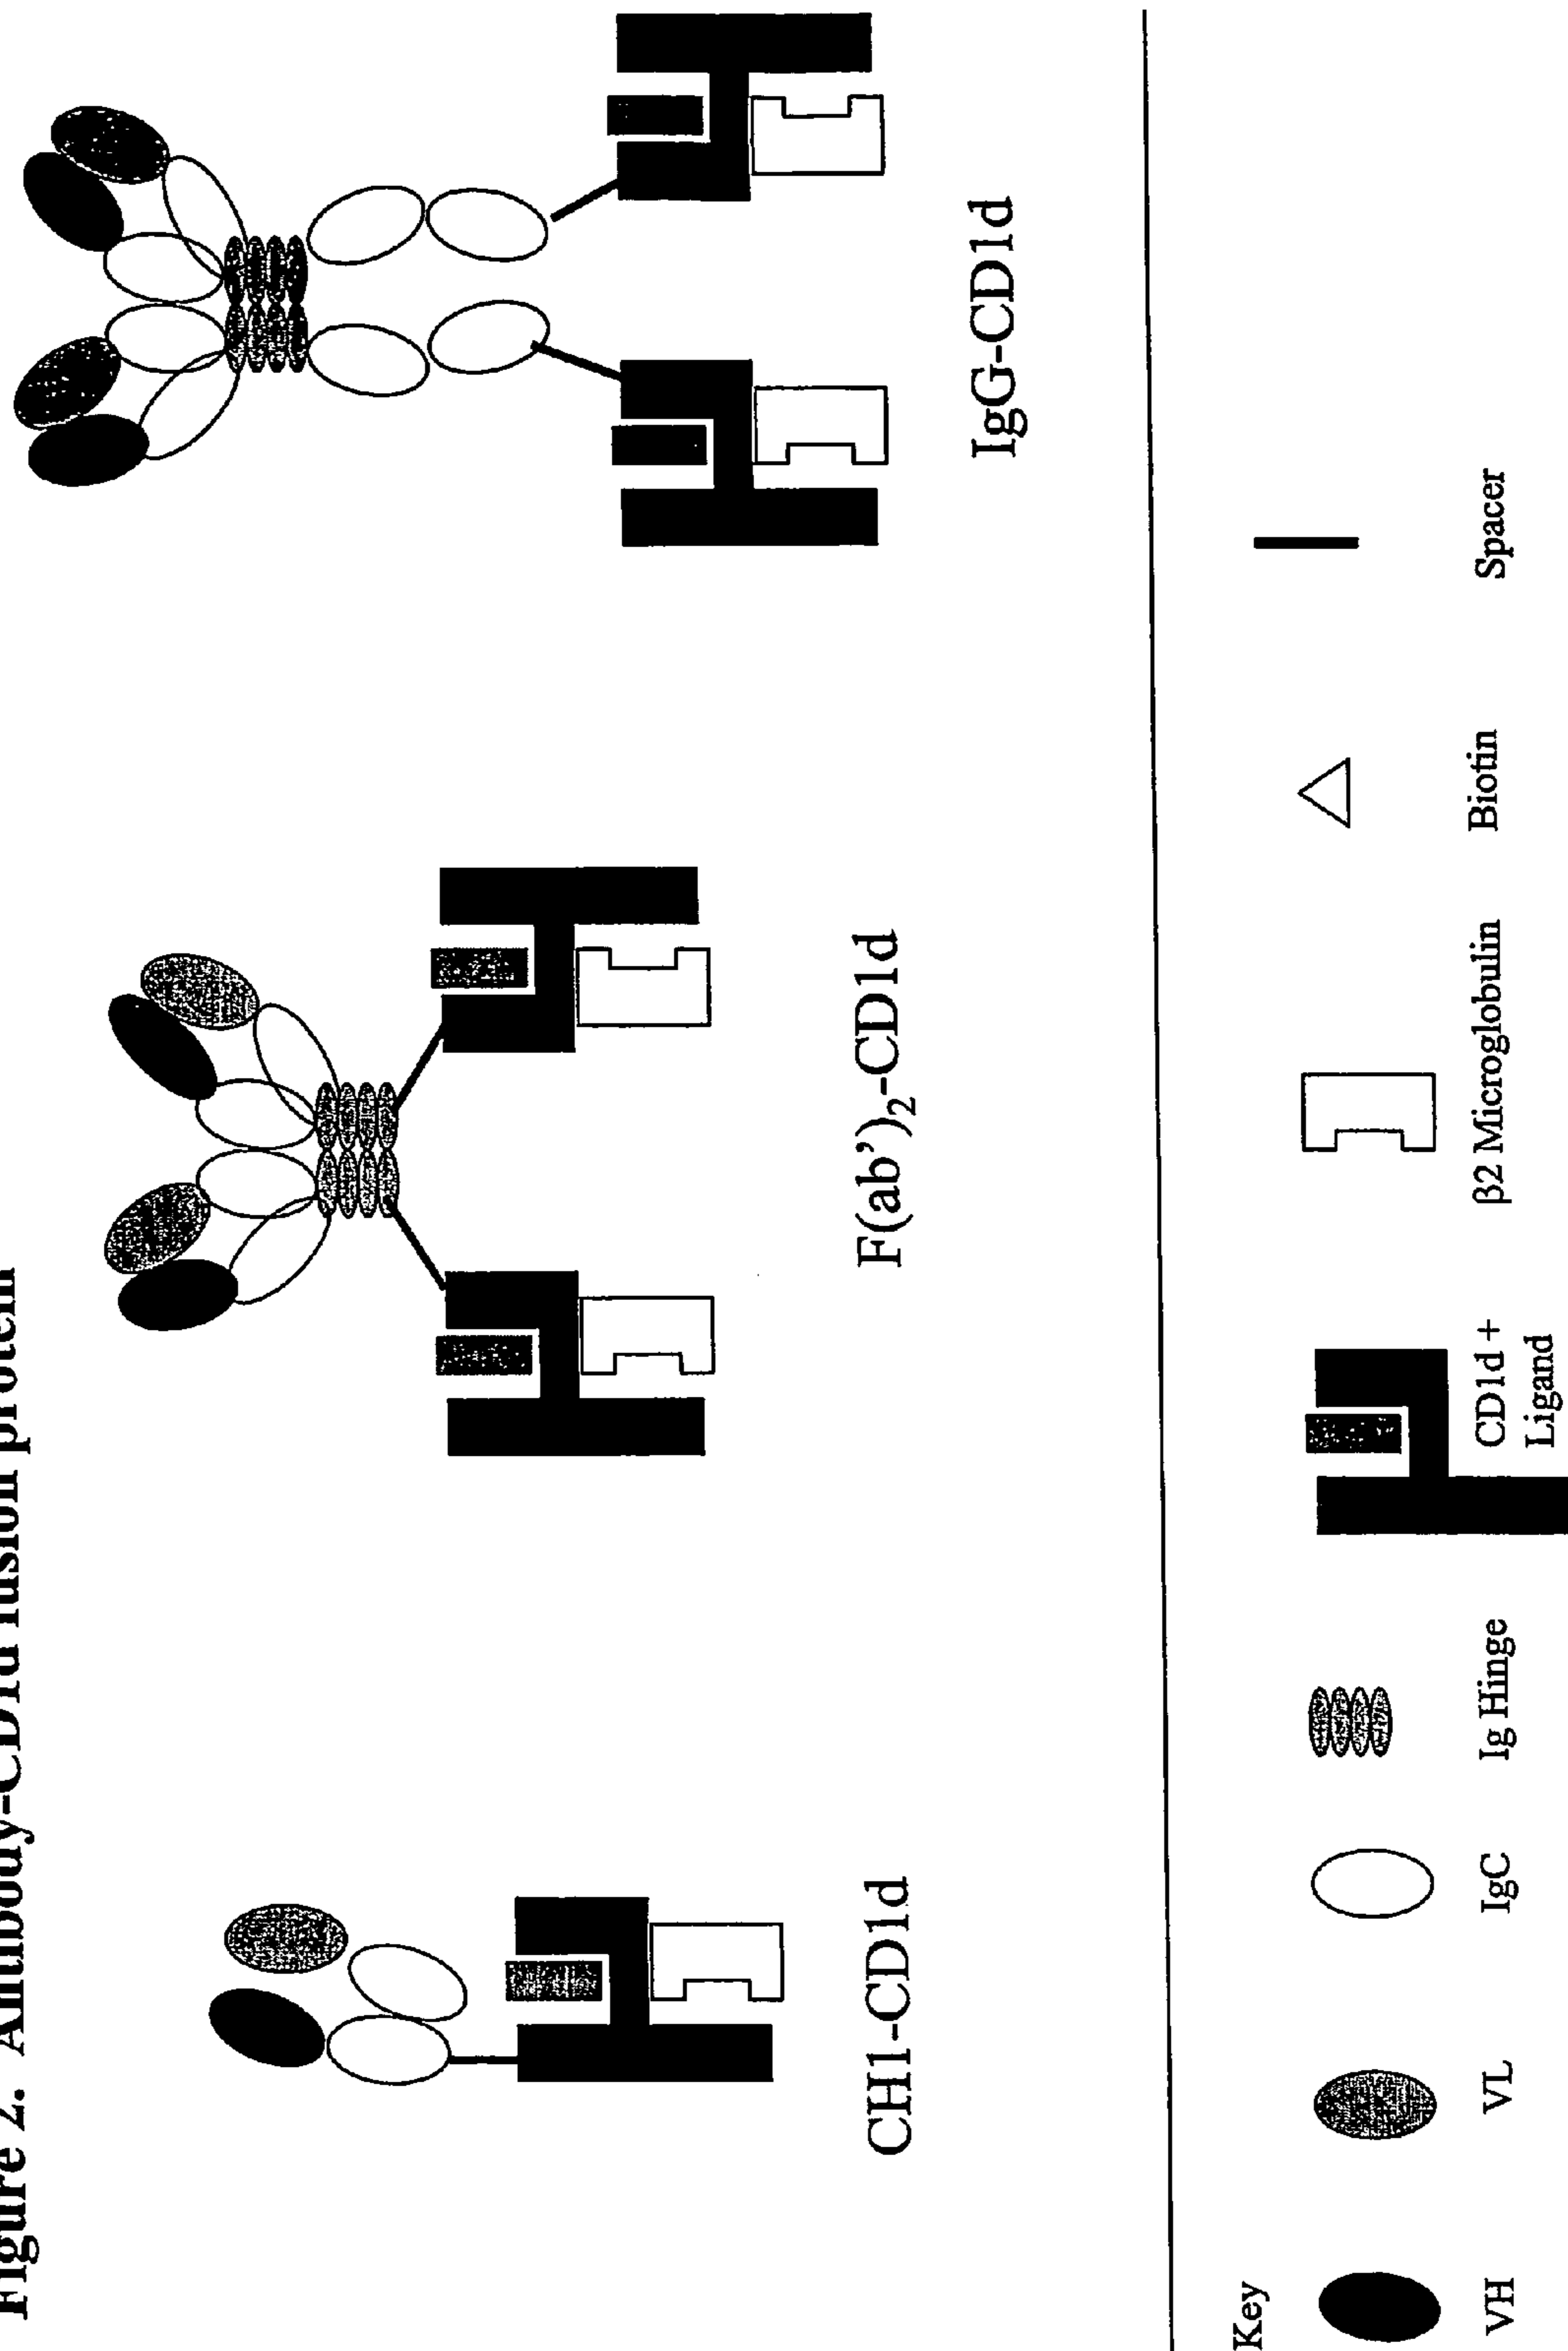 Figure 2. Antibody-CD1d fusion protein
CH1-CD1d
F(ab')₂-CD1d
IgG-CD1d
Key
VH
VL
IgC
Ig Hinge
CD1d +
Ligand
β2 Microglobulin
Biotin
Spacer